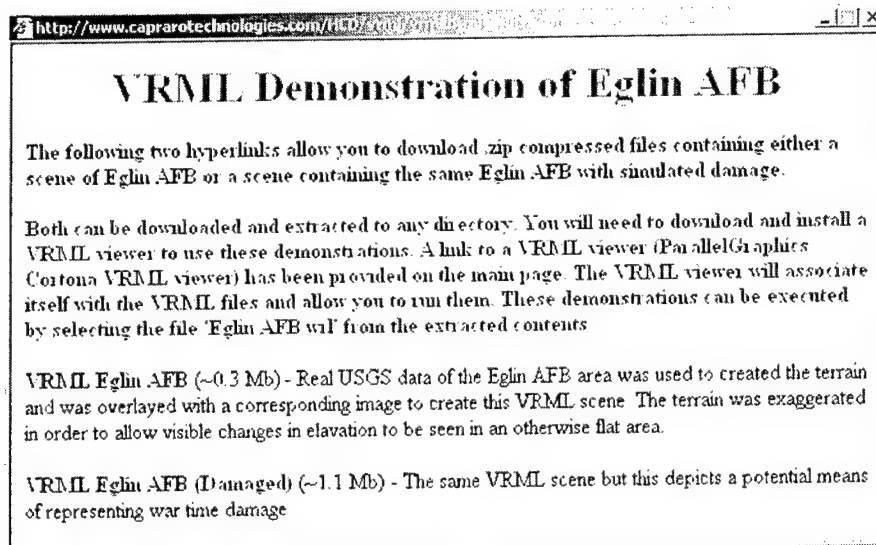 http://www.caprarotechnologies.com/HCD/
VRML Demonstration of Eglin AFB
The following two hyperlinks allow you to download .zip compressed files containing either a
scene of Eglin AFB or a scene containing the same Eglin AFB with simulated damage.
Both can be downloaded and extracted to any directory. You will need to download and install a
VRML viewer to use these demonstrations. A link to a VRML viewer (ParallelGraphics
Cortona VRML viewer) has been provided on the main page. The VRML viewer will associate
itself with the VRML files and allow you to run them. These demonstrations can be executed
by selecting the file 'Eglin AFB wrl' from the extracted contents
VRML Eglin AFB (~0.3 Mb) - Real USGS data of the Eglin AFB area was used to created the terrain
and was overlayed with a corresponding image to create this VRML scene The terrain was exaggerated
in order to allow visible changes in elavation to be seen in an otherwise flat area.
VRML Eglin AFB (Damaged) (~1.1 Mb) - The same VRML scene but this depicts a potential means
of representing war time damage